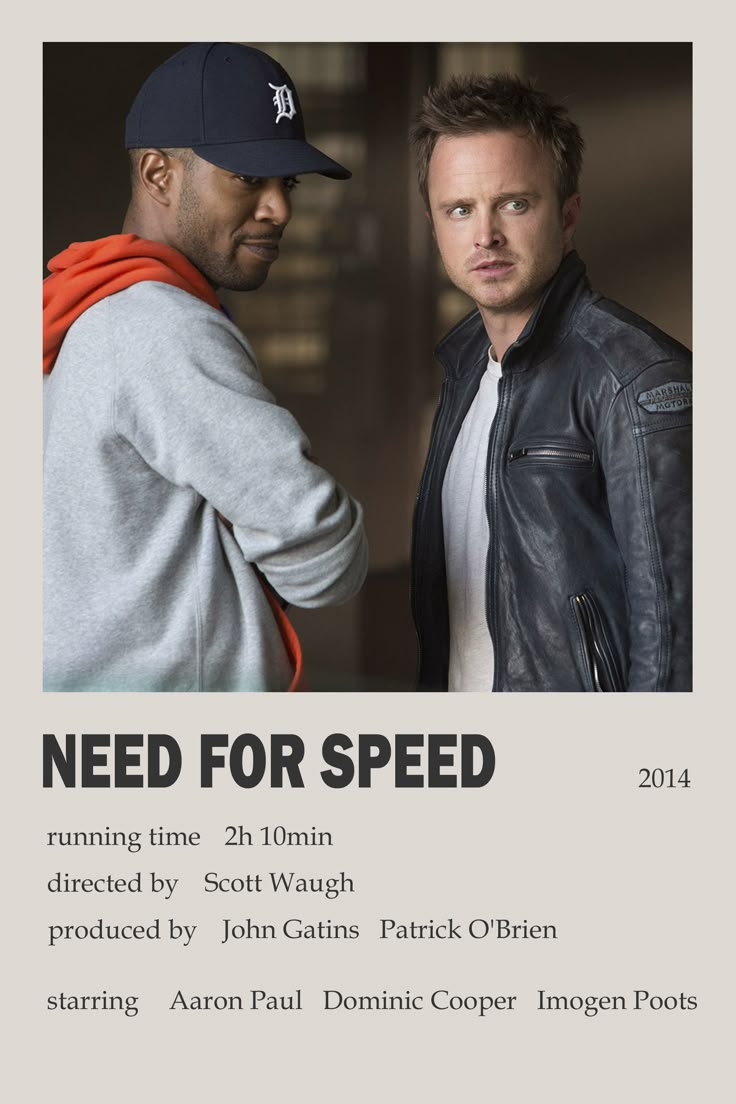 D
MARSHAL
MOTORS
NEED FOR SPEED
2014
running time 2h 10min
directed by Scott Waugh
produced by John Gatins Patrick O'Brien
starring Aaron Paul Dominic Cooper Imogen Poots